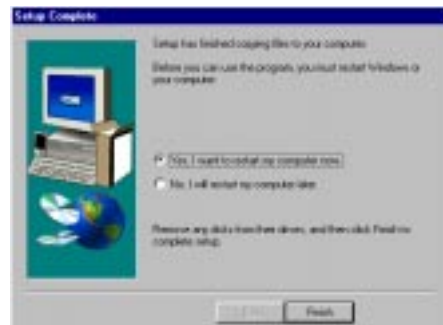 Setup Complete
Setup has finished copying files to your computer.
Before you can use the program, you must restart Windows or
your computer.
Yes, I want to restart my computer now.
No, I will restart my computer later.
Remove any disks from their drives, and then click Finish to
complete setup.
Finish